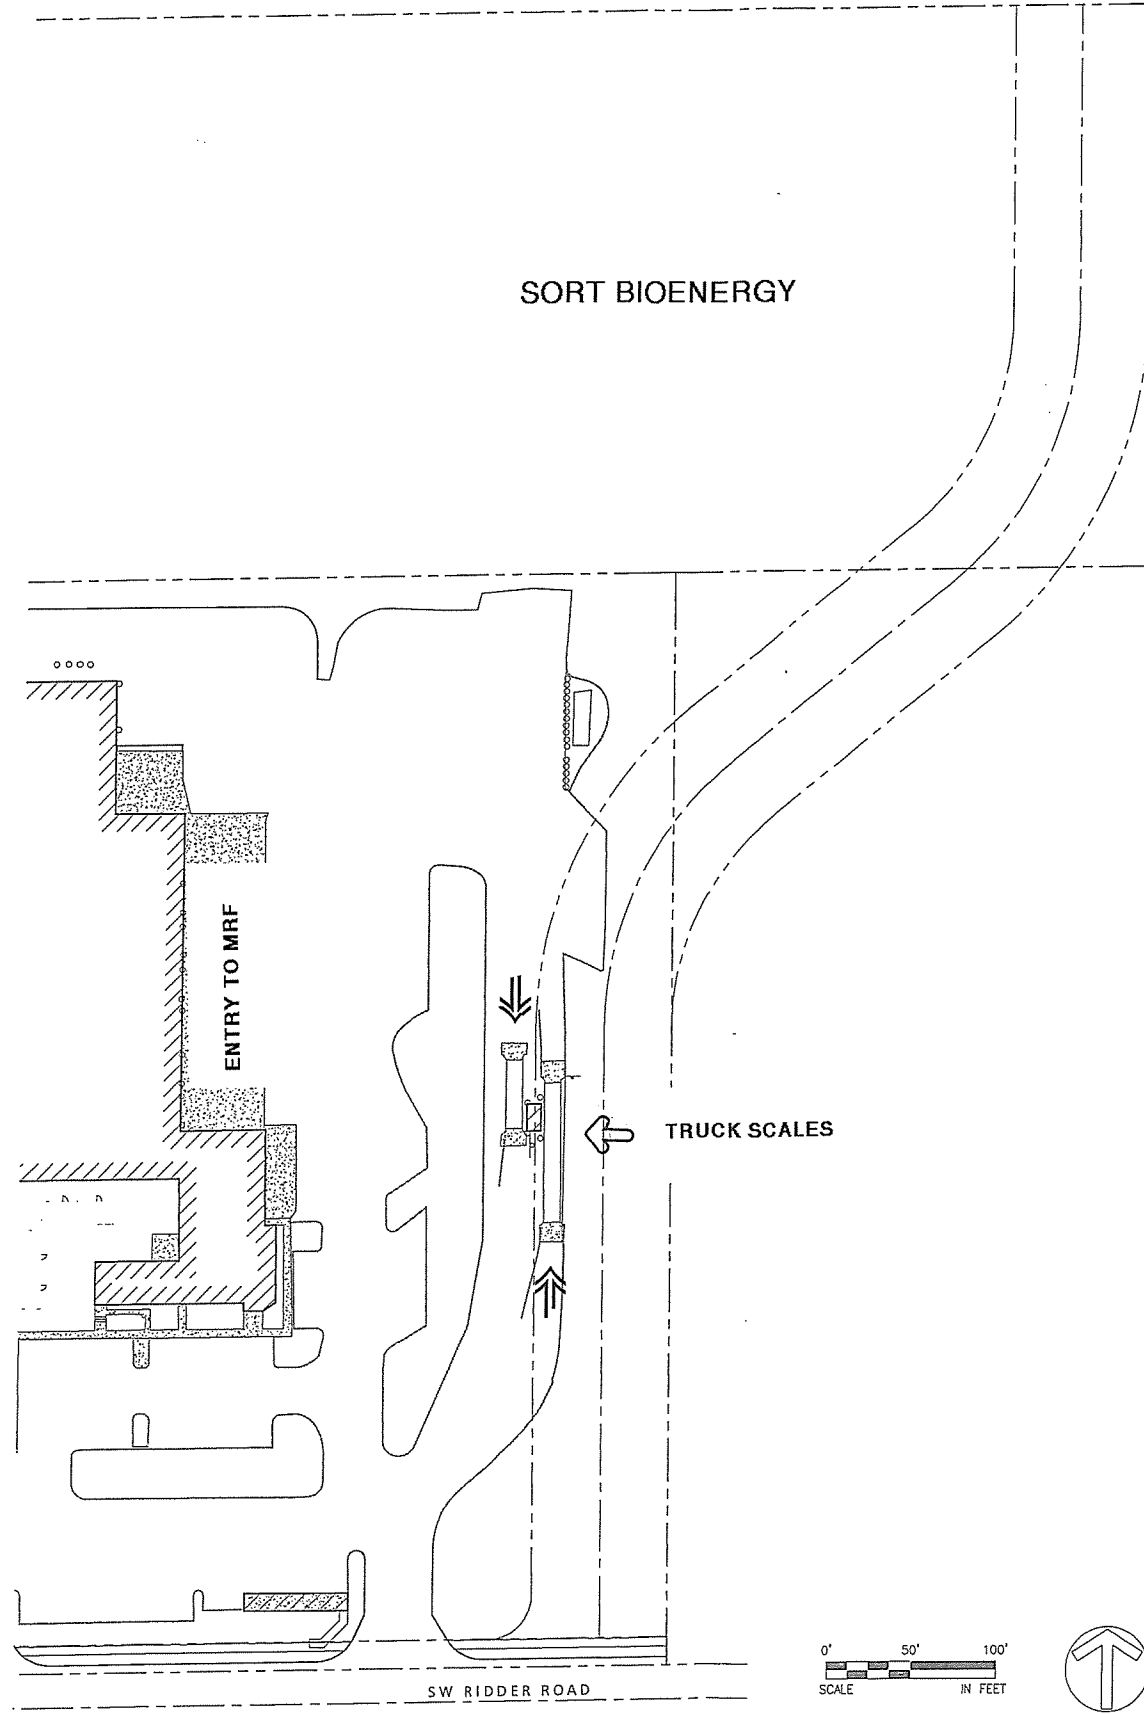 SORT BIOENERGY
ENTRY TO MRF
TRUCK SCALES
0' 50' 100'
SCALE IN FEET
SW RIDDER ROAD